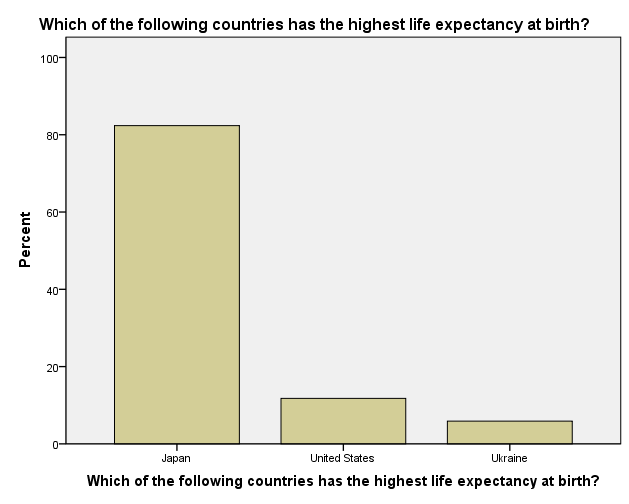 Which of the following countries has the highest life expectancy at birth?
100
80
60
40
20
0
Percent
Japan
United States
Ukraine
Which of the following countries has the highest life expectancy at birth?